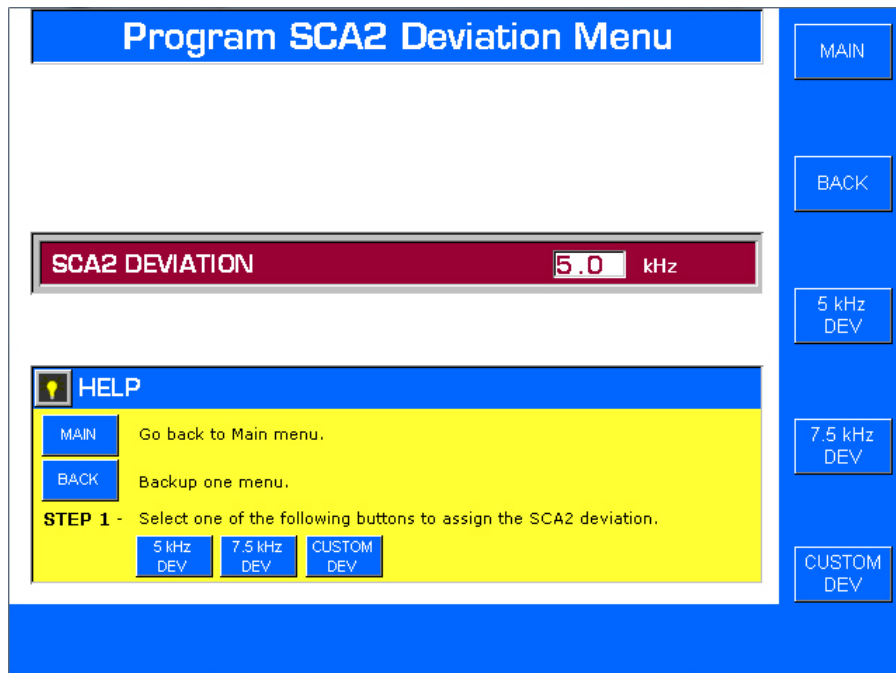 Program SCA2 Deviation Menu
MAIN
BACK
SCA2 DEVIATION 5.0 kHz
5 kHz
DEV
HELP
MAIN Go back to Main menu.
7.5 kHz
DEV
BACK Backup one menu.
STEP 1 - Select one of the following buttons to assign the SCA2 deviation.
5 kHz 7.5 kHz CUSTOM
DEV DEV DEV
CUSTOM
DEV